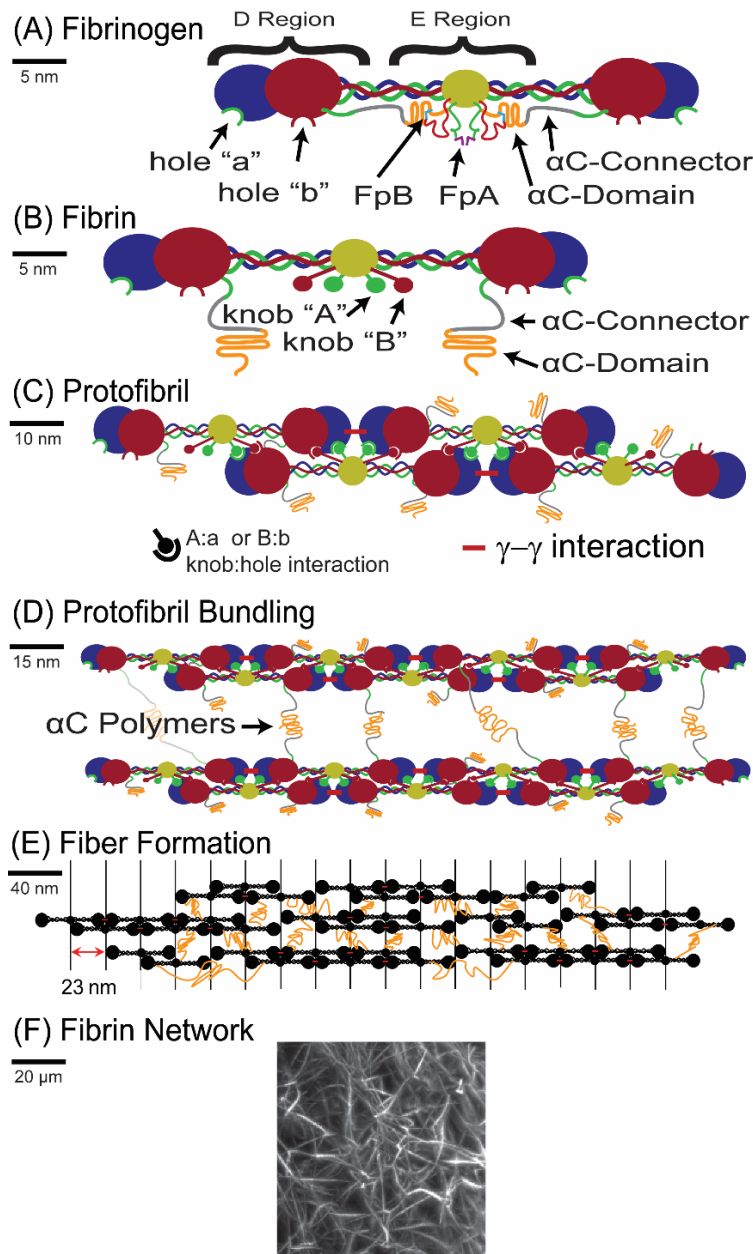 (A) Fibrinogen
D Region
E Region
5 nm
hole “a”
hole “b”
FpB
FpA
αC-Connector
αC-Domain
(B) Fibrin
5 nm
knob “A”
knob “B”
αC-Connector
αC-Domain
(C) Protofibril
10 nm
A:a or B:b
knob:hole interaction
γ–γ interaction
(D) Protofibril Bundling
15 nm
αC Polymers
(E) Fiber Formation
40 nm
23 nm
(F) Fibrin Network
20 μm